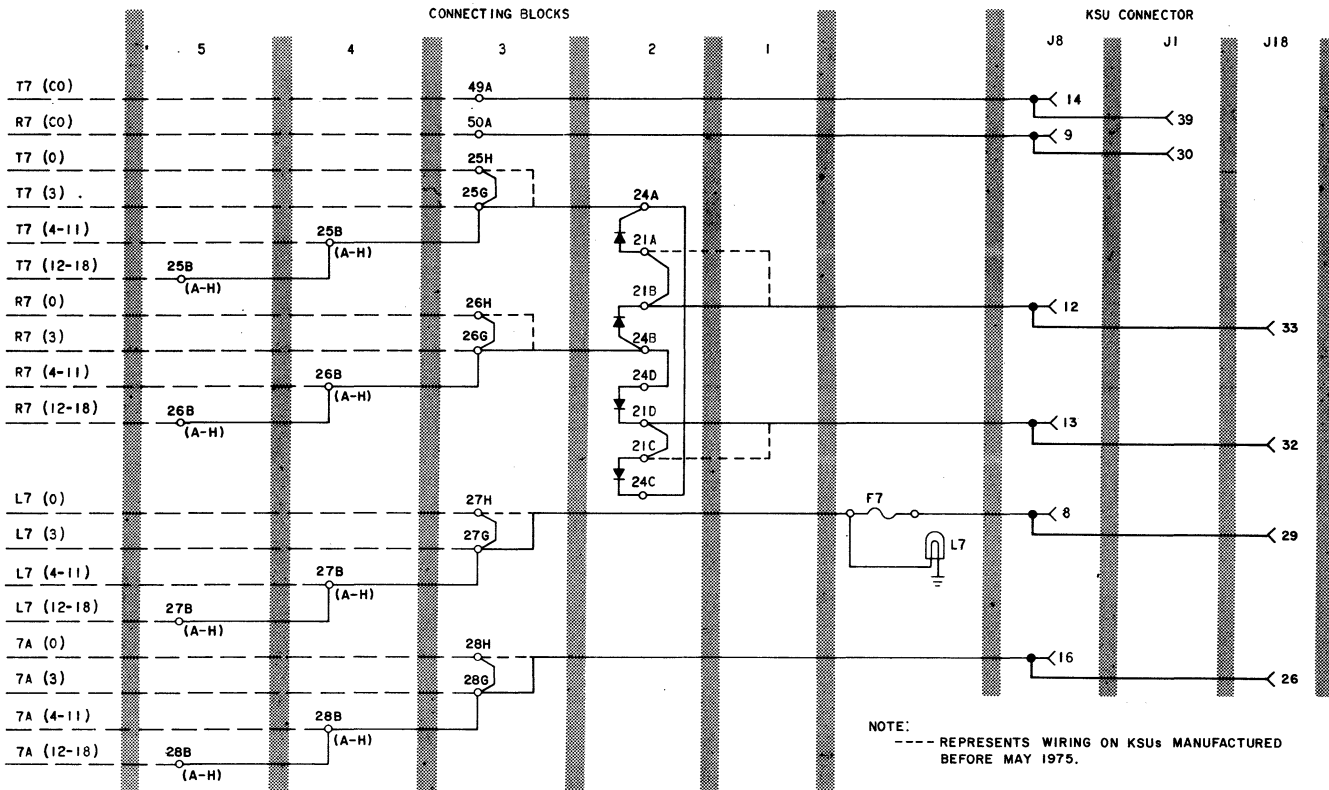 CONNECTING BLOCKS
KSU CONNECTOR
5 4 3 2 1 J8 J1 J18
T7 (CO) 49A 14
39
R7 (CO) 50A 9
30
T7 (0) 25H
T7 (3) 25G 24A
T7 (4-11) 25B 21A
(A-H)
T7 (12-18) 25B
(A-H)
R7 (0) 26H 21B 12
33
R7 (3) 26G 24B
R7 (4-11) 26B 24D
(A-H)
R7 (12-18) 26B 21D 13
(A-H)
32
21C
24C
L7 (0) 27H F7 8
29
L7 (3) 27G L7
L7 (4-11) 27B
(A-H)
L7 (12-18) 27B
(A-H)
7A (0) 28H 16
7A (3) 28G 26
7A (4-11) 28B
(A-H)
7A (12-18) 28B
(A-H)
NOTE:
---- REPRESENTS WIRING ON KSUs MANUFACTURED
BEFORE MAY 1975.